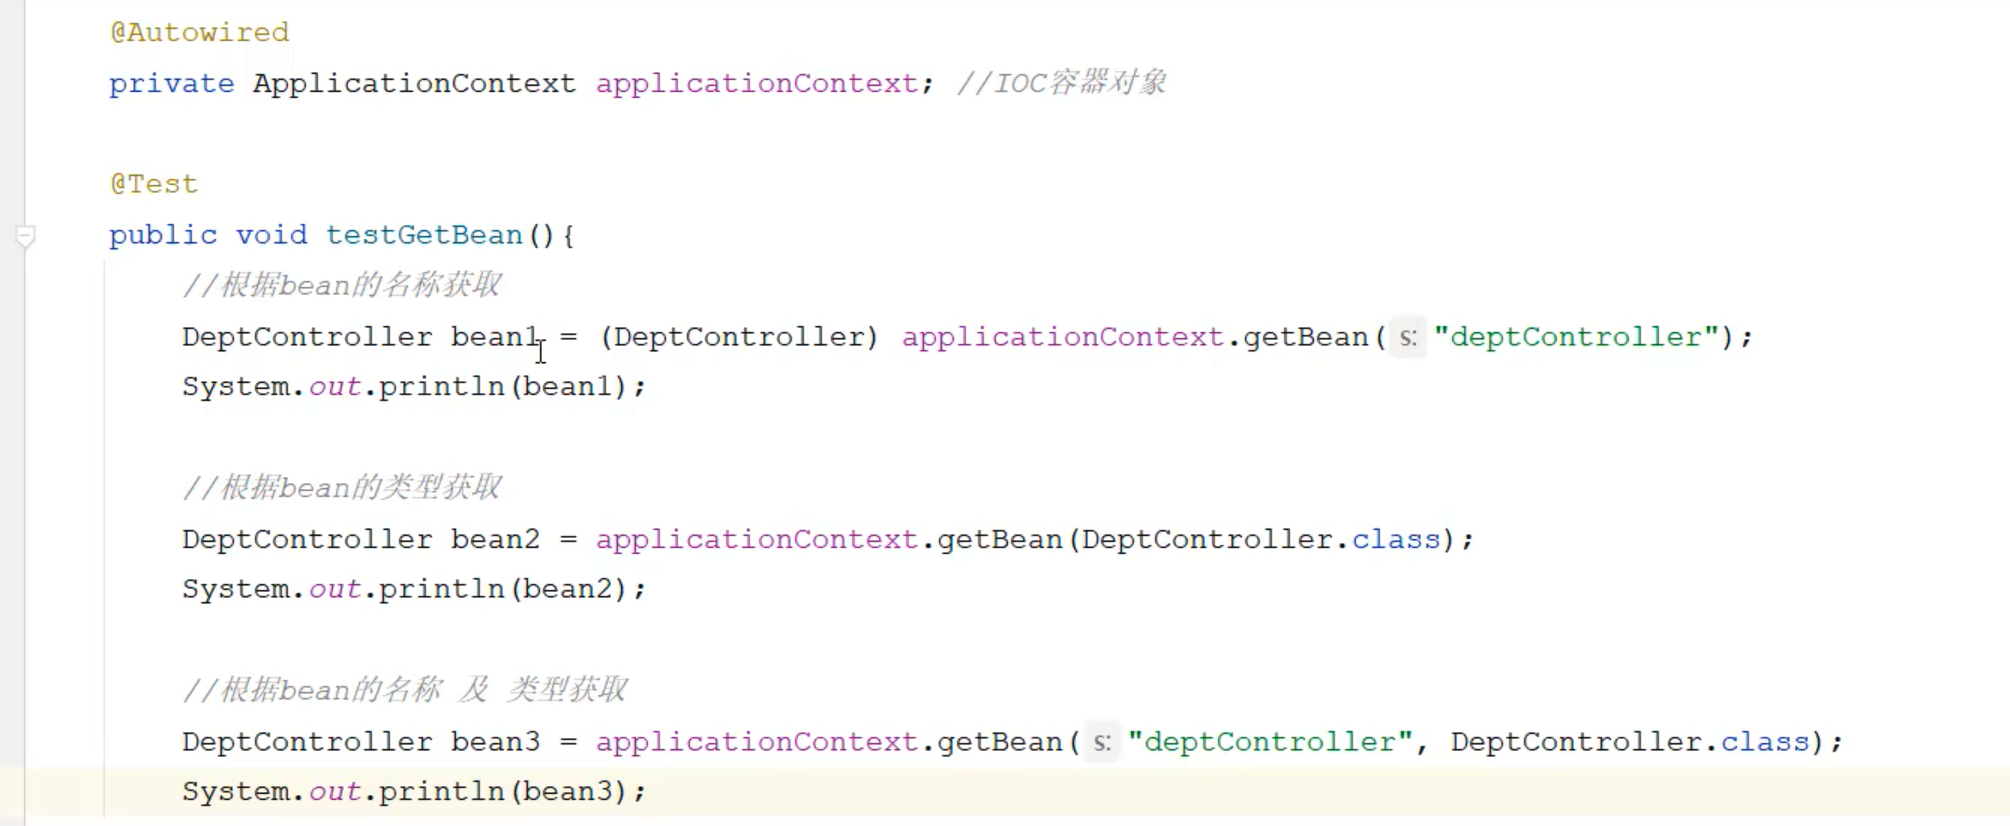 @Autowired
private ApplicationContext applicationContext; //IOC容器对象
@Test
public void testGetBean(){
//根据bean的名称获取
DeptController bean1 = (DeptController) applicationContext.getBean( s: "deptController");
System.out.println(bean1);
//根据bean的类型获取
DeptController bean2 = applicationContext.getBean(DeptController.class);
System.out.println(bean2);
//根据bean的名称 及 类型获取
DeptController bean3 = applicationContext.getBean( s: "deptController", DeptController.class);
System.out.println(bean3);